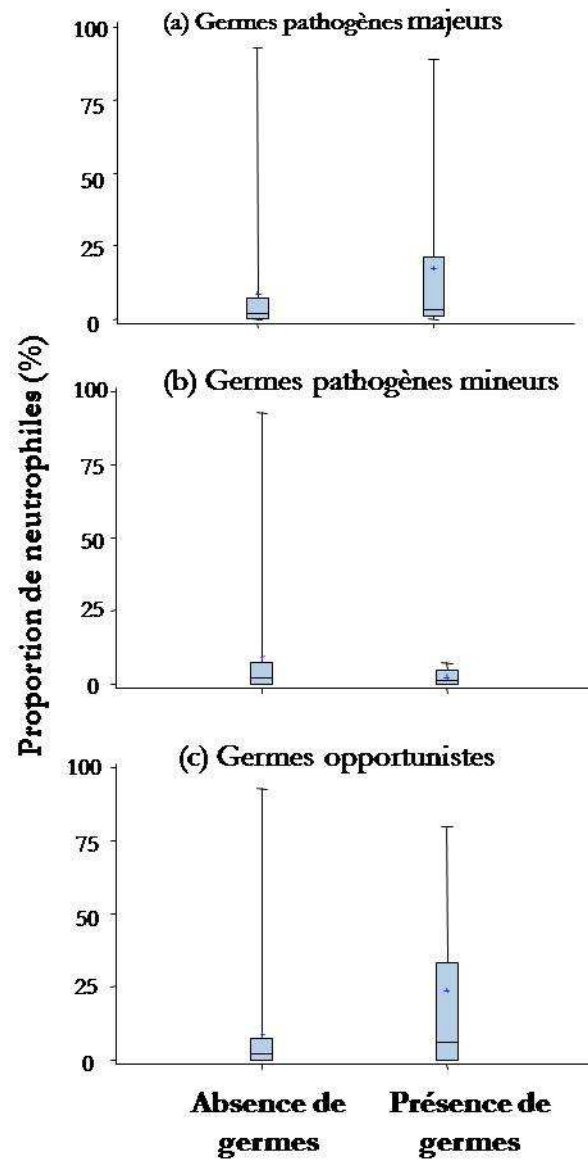 Proportion de neutrophiles (%)
(a) Germes pathogènes majeurs
100
75
50
25
0
(b) Germes pathogènes mineurs
100
75
50
25
0
(c) Germes opportunistes
100
75
50
25
0
Absence de
germes
Présence de
germes